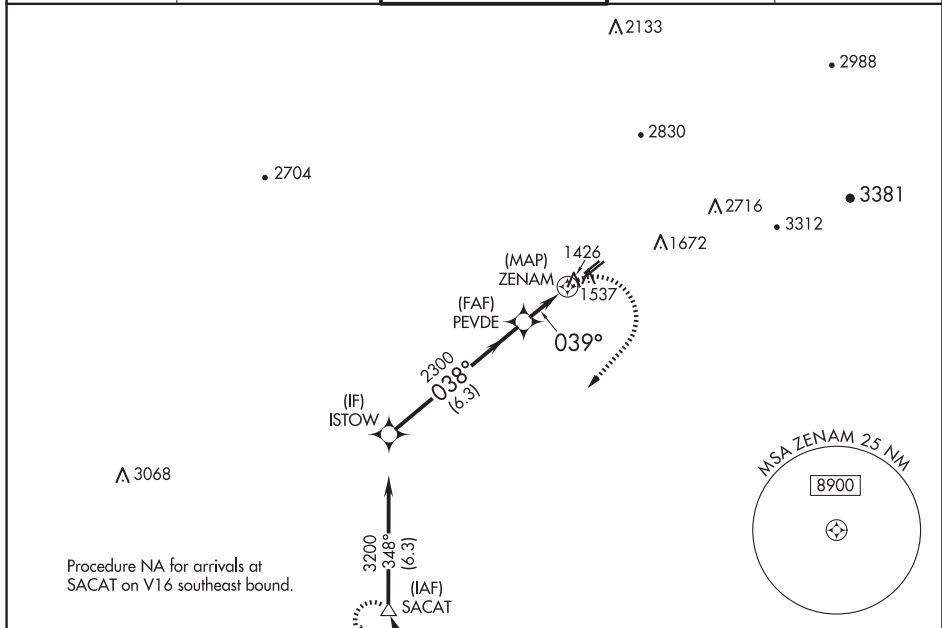 2133
2988
2830
2704
3381
2716
3312
1672
1426
(MAP)
ZENAM
1537
(FAF)
PEVDE
039°
2300
038°
(6.3)
(IF)
ISTOW
MSA ZENAM 25 NM
8900
3068
3200
348°
(6.3)
Procedure NA for arrivals at
SACAT on V16 southeast bound.
(IAF)
SACAT